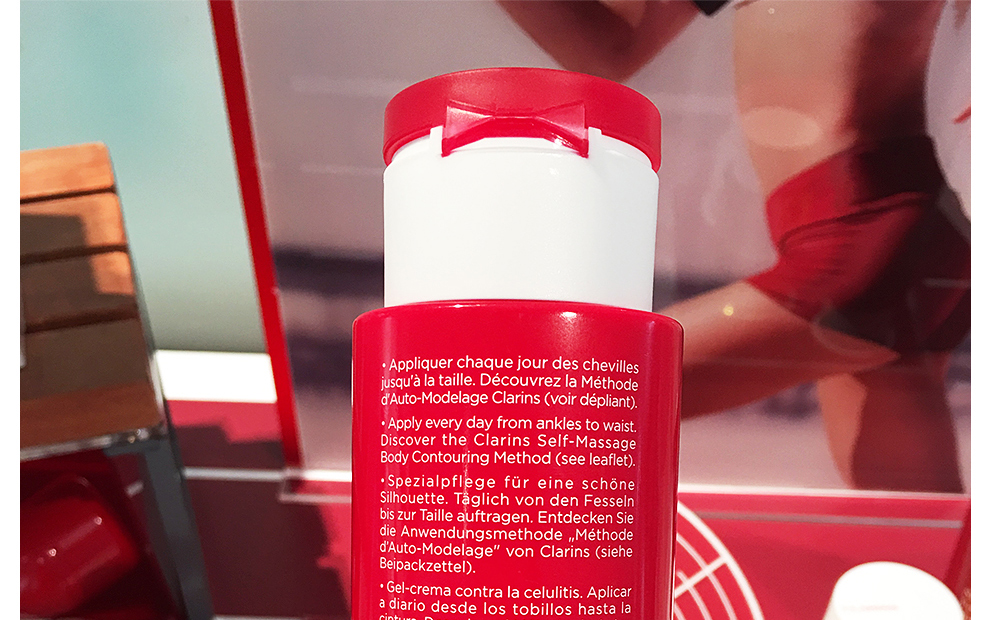 • Appliquer chaque jour des chevilles
jusqu'à la taille. Découvrez la Méthode
d'Auto-Modelage Clarins (voir dépliant).
• Apply every day from ankles to waist.
Discover the Clarins Self-Massage
Body Contouring Method (see leaflet).
• Spezialpflege für eine schöne
Silhouette. Täglich von den Fesseln
bis zur Taille auftragen. Entdecken Sie
die Anwendungsmethode „Méthode
d'Auto-Modelage" von Clarins (siehe
Beipackzettel).
• Gel-crema contra la celulitis. Aplicar
a diario desde los tobillos hasta la